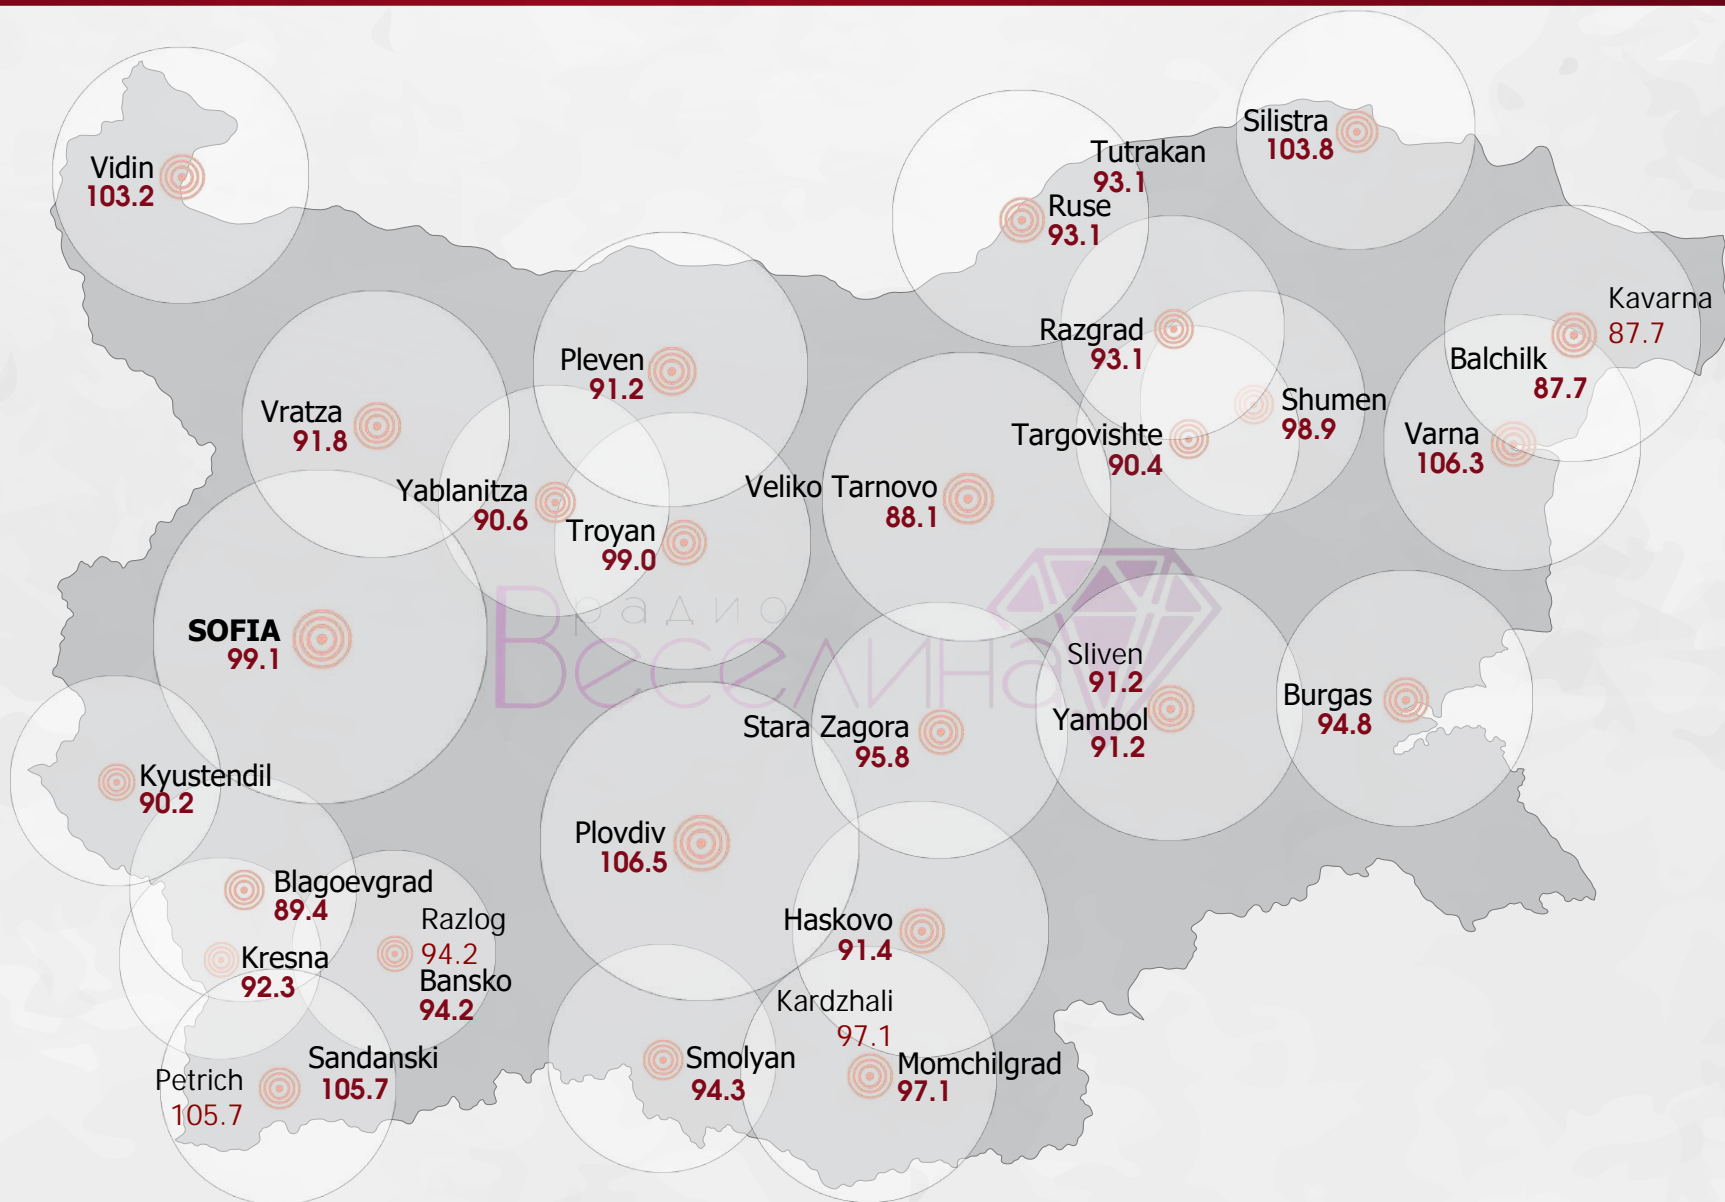 Vidin
103.2
Silistra
103.8
Tutrakan
93.1
Ruse
93.1
Kavarna
87.7
Razgrad
93.1
Balchilk
87.7
Pleven
91.2
Vratza
91.8
Shumen
98.9
Targovishte
90.4
Varna
106.3
Yablanitza
90.6
Veliko Tarnovo
88.1
Troyan
99.0
радио
Веселина
SOFIA
99.1
Sliven
91.2
Yambol
91.2
Burgas
94.8
Stara Zagora
95.8
Kyustendil
90.2
Plovdiv
106.5
Blagoevgrad
89.4
Razlog
94.2
Bansko
94.2
Haskovo
91.4
Kresna
92.3
Kardzhali
97.1
Momchilgrad
97.1
Smolyan
94.3
Sandanski
105.7
Petrich
105.7